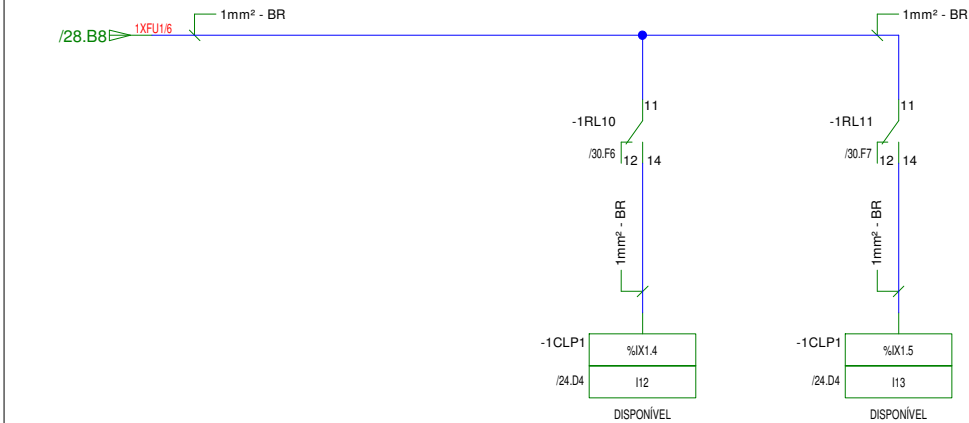 1mm² - BR
1mm² - BR
/28.B8
1XFU1/6
11
11
-1RL10
-1RL11
/30.F6
12
14
/30.F7
12
14
1mm² - BR
1mm² - BR
-1CLP1
%IX1.4
-1CLP1
%IX1.5
/24.D4
I12
/24.D4
I13
DISPONÍVEL
DISPONÍVEL